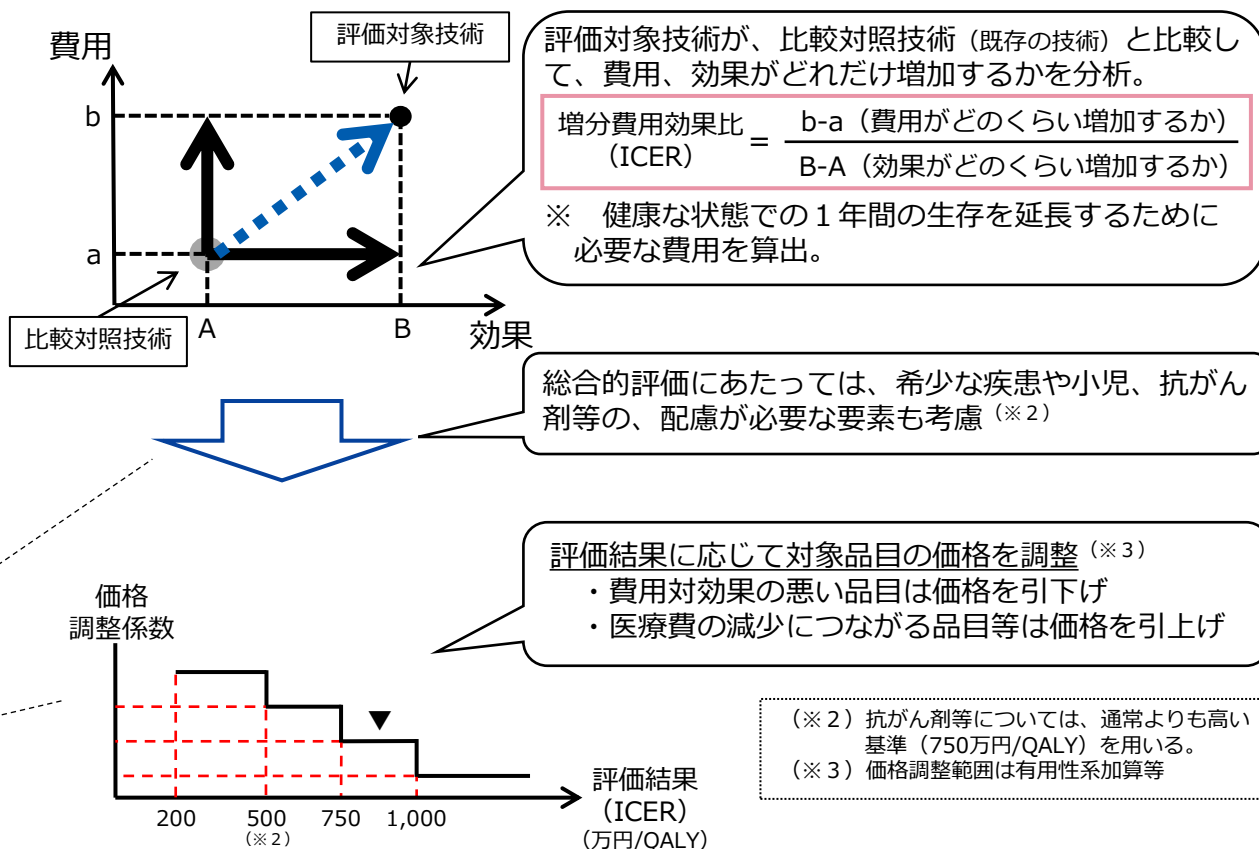 費用
評価対象技術
b
a
A
B
効果
比較対照技術
評価対象技術が、比較対照技術（既存の技術）と比較し
て、費用、効果がどれだけ増加するかを分析。
増分費用効果比
（ICER）
=
b-a（費用がどのくらい増加するか）
B-A（効果がどのくらい増加するか）
※　健康な状態での１年間の生存を延長するために
必要な費用を算出。
総合的評価にあたっては、希少な疾患や小児、抗がん
剤等の、配慮が必要な要素も考慮（※２）
評価結果に応じて対象品目の価格を調整（※３）
・費用対効果の悪い品目は価格を引下げ
・医療費の減少につながる品目等は価格を引上げ
価格
調整係数
▼
200 500 750 1,000
（※２）
評価結果
（ICER）
（万円/QALY）
（※２）抗がん剤等については、通常よりも高い
基準（750万円/QALY）を用いる。
（※３）価格調整範囲は有用性系加算等